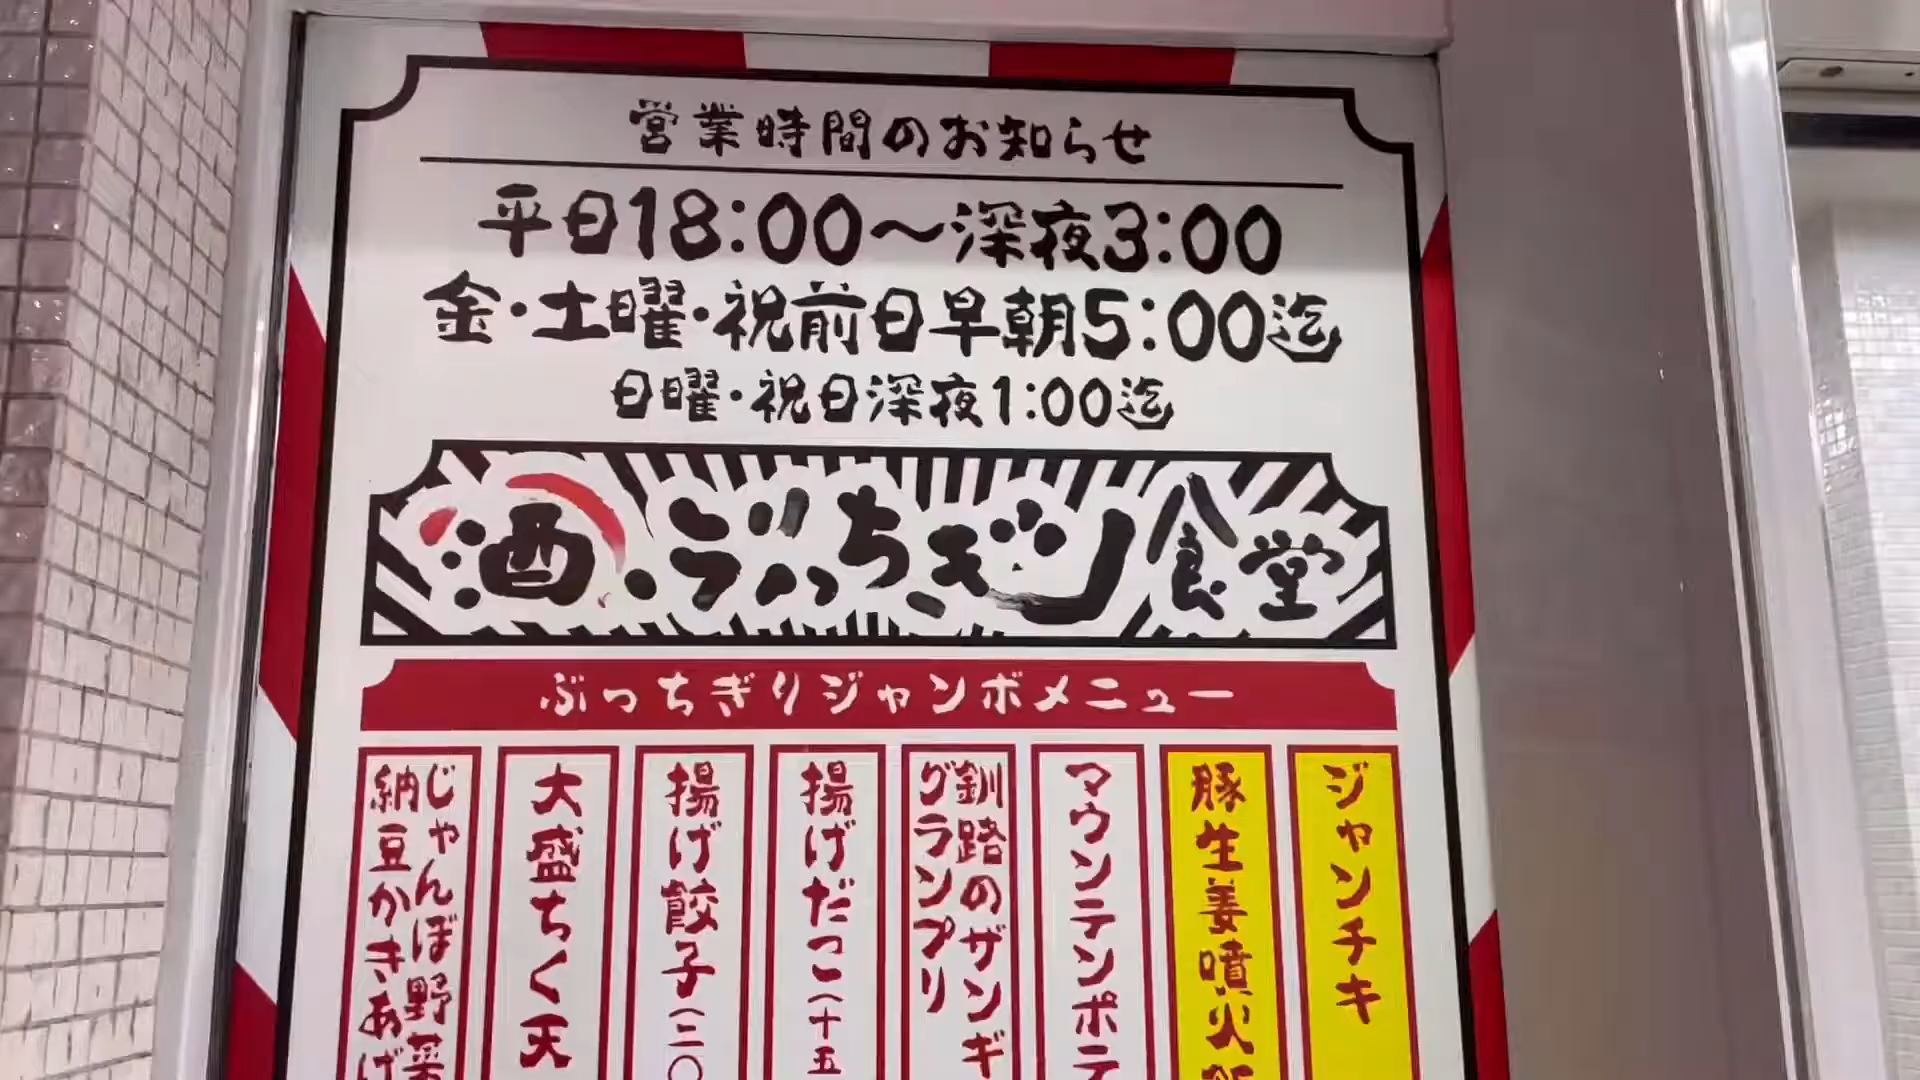 営業時間のお知らせ
平日18:00～深夜3:00
金・土曜・祝前日早朝5:00迄
日曜・祝日深夜1:00迄
酒・ぶっちぎり食堂
ぶっちぎりジャンボメニュー
ジャンチキ
豚生姜噴火
マウンテンポテ
釧路のザンギ
グランプリ
揚げだこ(十五
揚げ餃子(二〇
大盛ちく天
じゃんぼ野菜
納豆かきあげ